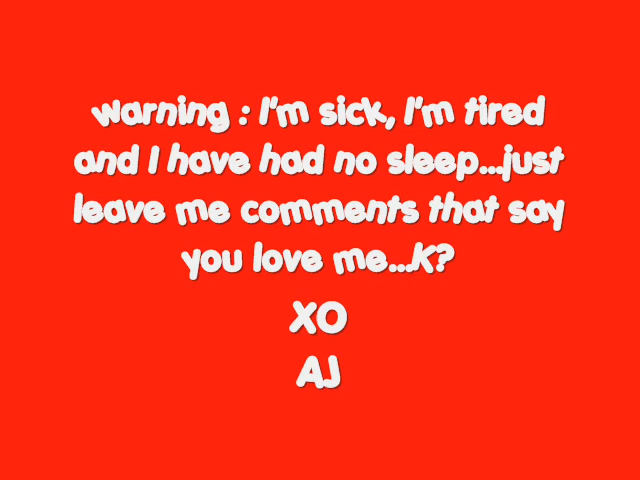 warning : I'm sick, I'm tired
and I have had no sleep...just
leave me comments that say
you love me...K?
XO
AJ